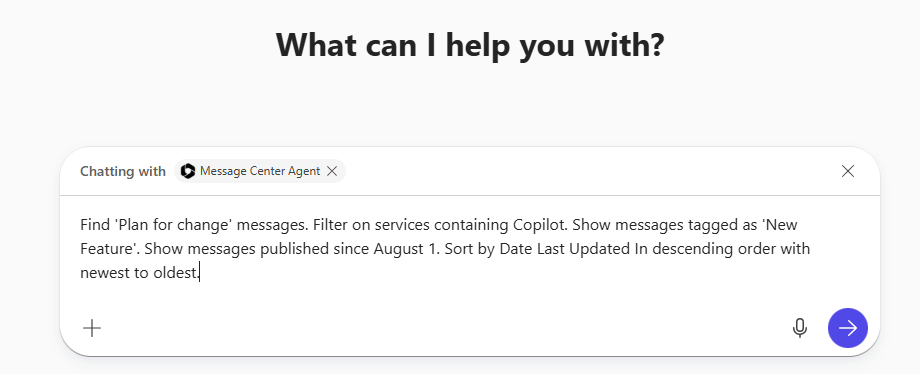 What can I help you with?
Chatting with Message Center Agent
Find 'Plan for change' messages. Filter on services containing Copilot. Show messages tagged as 'New
Feature'. Show messages published since August 1. Sort by Date Last Updated In descending order with
newest to oldest.